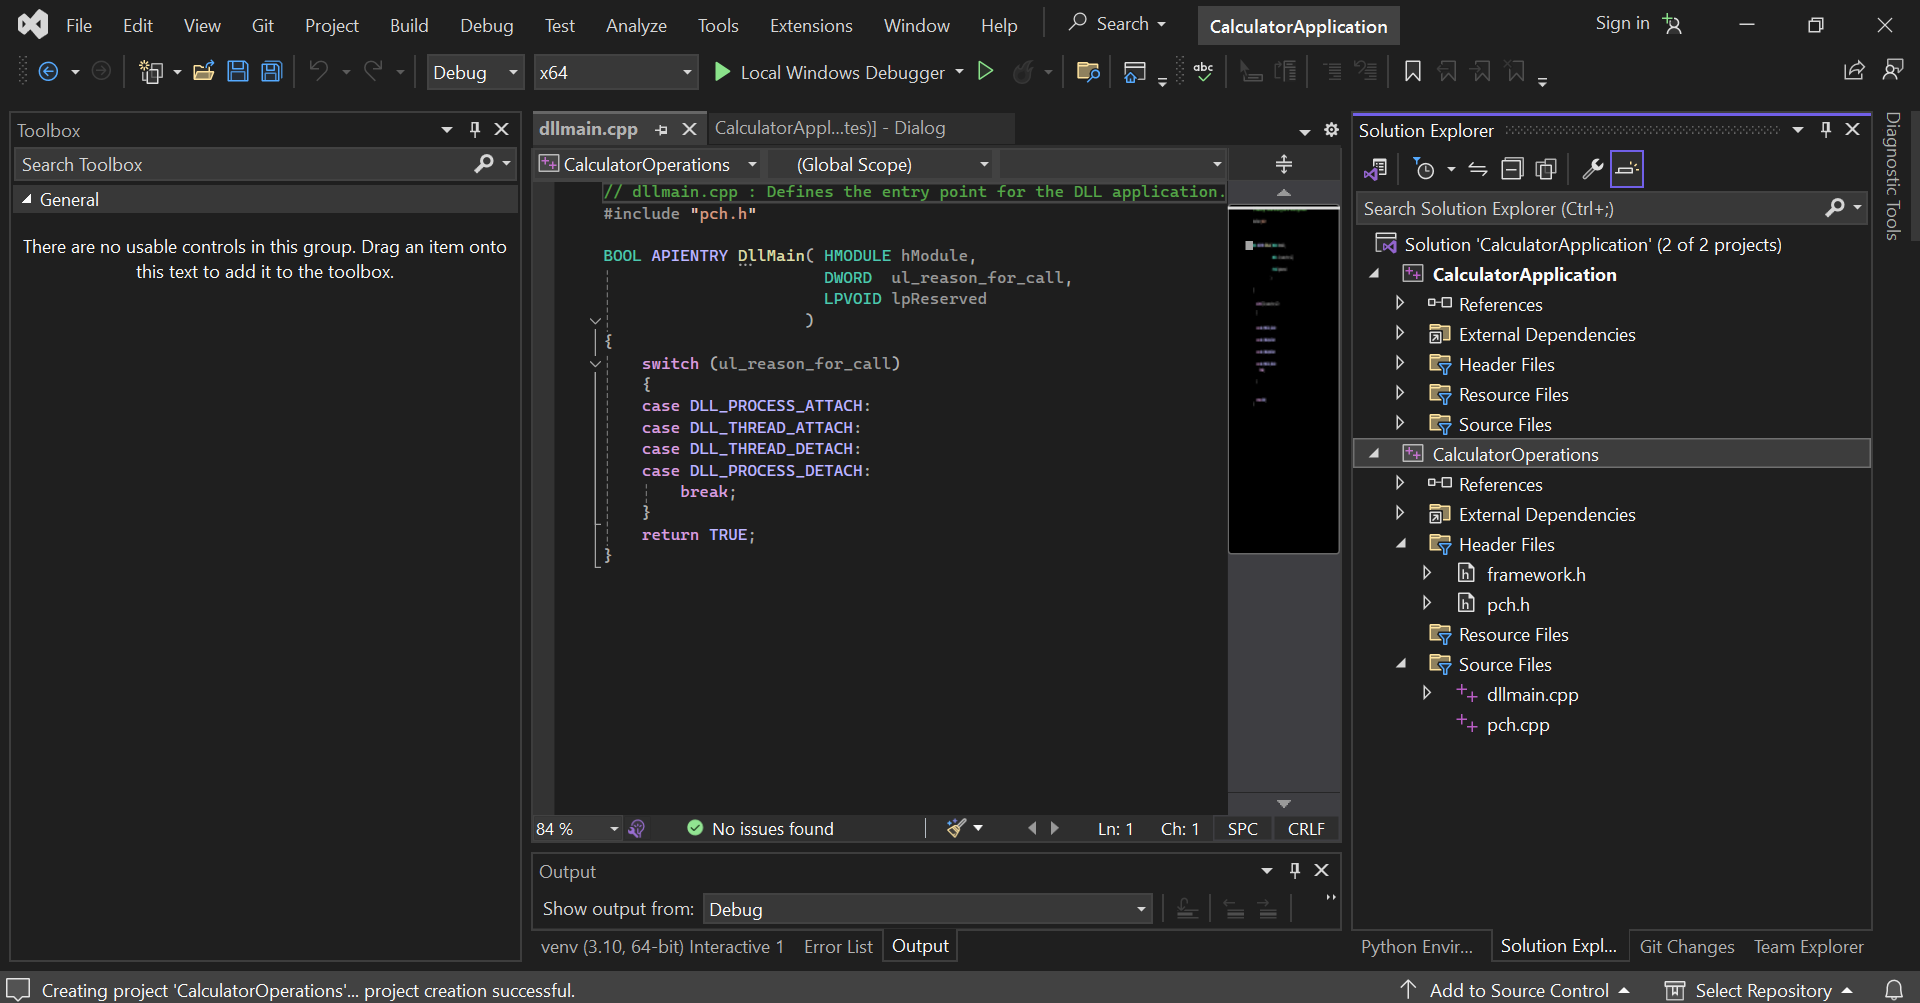 File Edit View Git Project Build Debug Test Analyze Tools Extensions Window Help Search CalculatorApplication Sign in
Debug x64 Local Windows Debugger abc
Toolbox
Search Toolbox
General
There are no usable controls in this group. Drag an item onto
this text to add it to the toolbox.
dllmain.cpp CalculatorAppl...tes)] - Dialog
CalculatorOperations (Global Scope)
// dllmain.cpp : Defines the entry point for the DLL application.
#include "pch.h"
BOOL APIENTRY DllMain( HMODULE hModule,
DWORD  ul_reason_for_call,
LPVOID lpReserved
)
{
switch (ul_reason_for_call)
{
case DLL_PROCESS_ATTACH:
case DLL_THREAD_ATTACH:
case DLL_THREAD_DETACH:
case DLL_PROCESS_DETACH:
break;
}
return TRUE;
}
84 % No issues found Ln: 1 Ch: 1 SPC CRLF
Output
Show output from: Debug
venv (3.10, 64-bit) Interactive 1 Error List Output
Solution Explorer
Search Solution Explorer (Ctrl+;)
Solution 'CalculatorApplication' (2 of 2 projects)
CalculatorApplication
References
External Dependencies
Header Files
Resource Files
Source Files
CalculatorOperations
References
External Dependencies
Header Files
framework.h
pch.h
Resource Files
Source Files
dllmain.cpp
pch.cpp
Python Envir... Solution Expl... Git Changes Team Explorer
Diagnostic Tools
Creating project 'CalculatorOperations'... project creation successful. Add to Source Control Select Repository